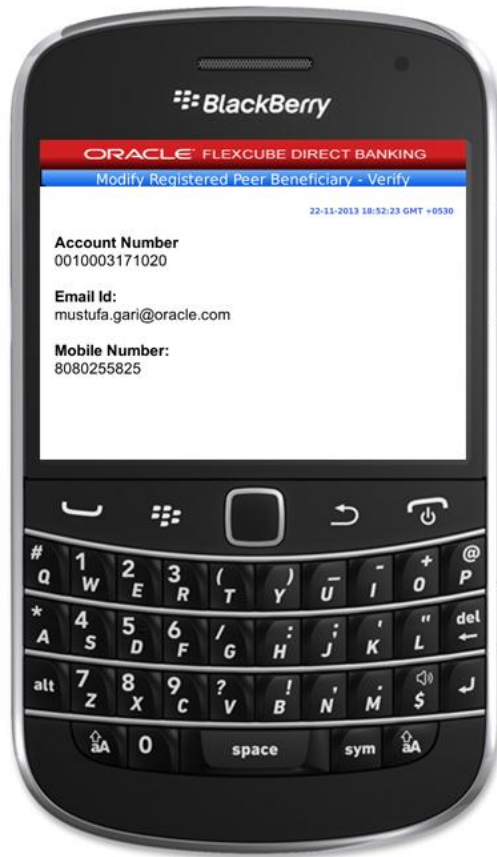 BlackBerry
ORACLE FLEXCUBE DIRECT BANKING
Modify Registered Peer Beneficiary - Verify
22-11-2013 18:52:23 GMT +0530
Account Number
0010003171020
Email Id:
mustufa.gari@oracle.com
Mobile Number:
8080255825
# Q 1 W 2 E 3 R ( T ) Y _ U - I + O @ P
* A 4 S 5 D 6 F / G : H ; J ' K " L del
alt 7 Z 8 X 9 C ? V ! B , N . M $
aA 0 space sym aA